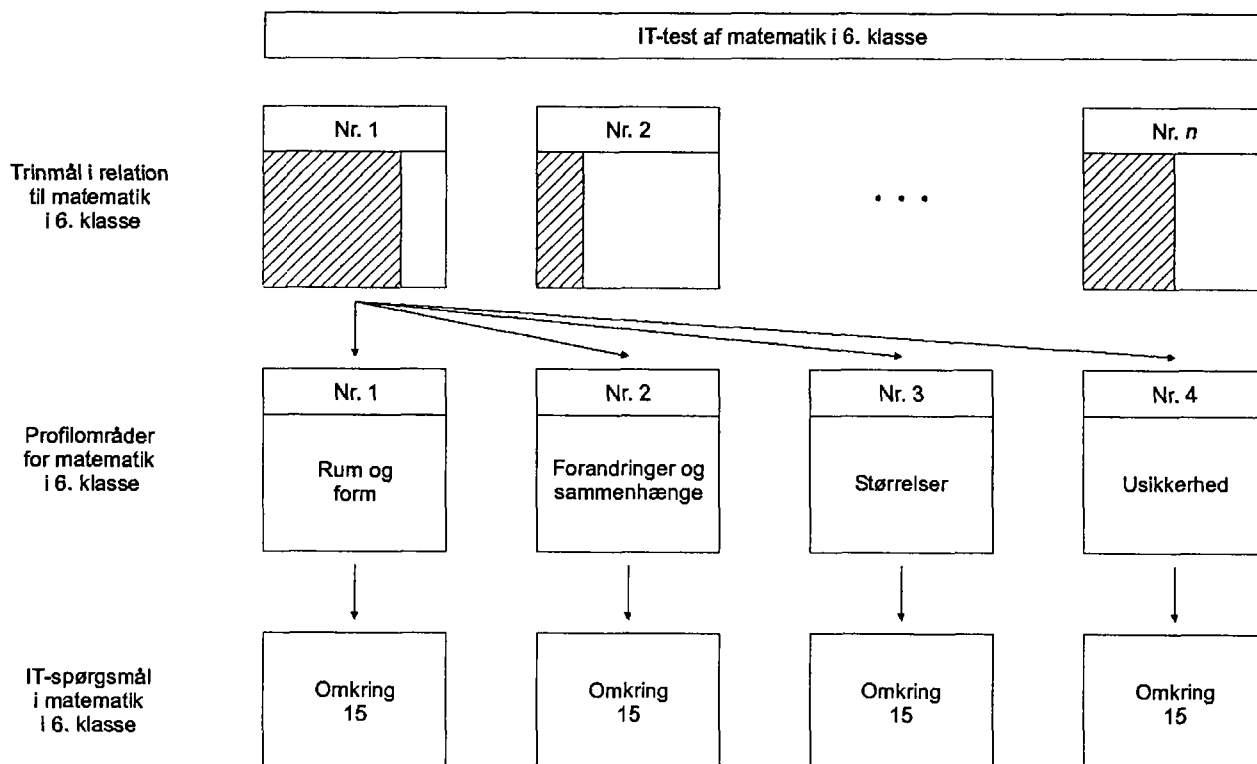 IT-test af matematik i 6. klasse
Trinmål i relation
til matematik
i 6. klasse
Nr. 1
Nr. 2
. . .
Nr. n
Profilområder
for matematik
i 6. klasse
Nr. 1
Rum og
form
Nr. 2
Forandringer og
sammenhænge
Nr. 3
Størrelser
Nr. 4
Usikkerhed
IT-spørgsmål
i matematik
i 6. klasse
Omkring
15
Omkring
15
Omkring
15
Omkring
15